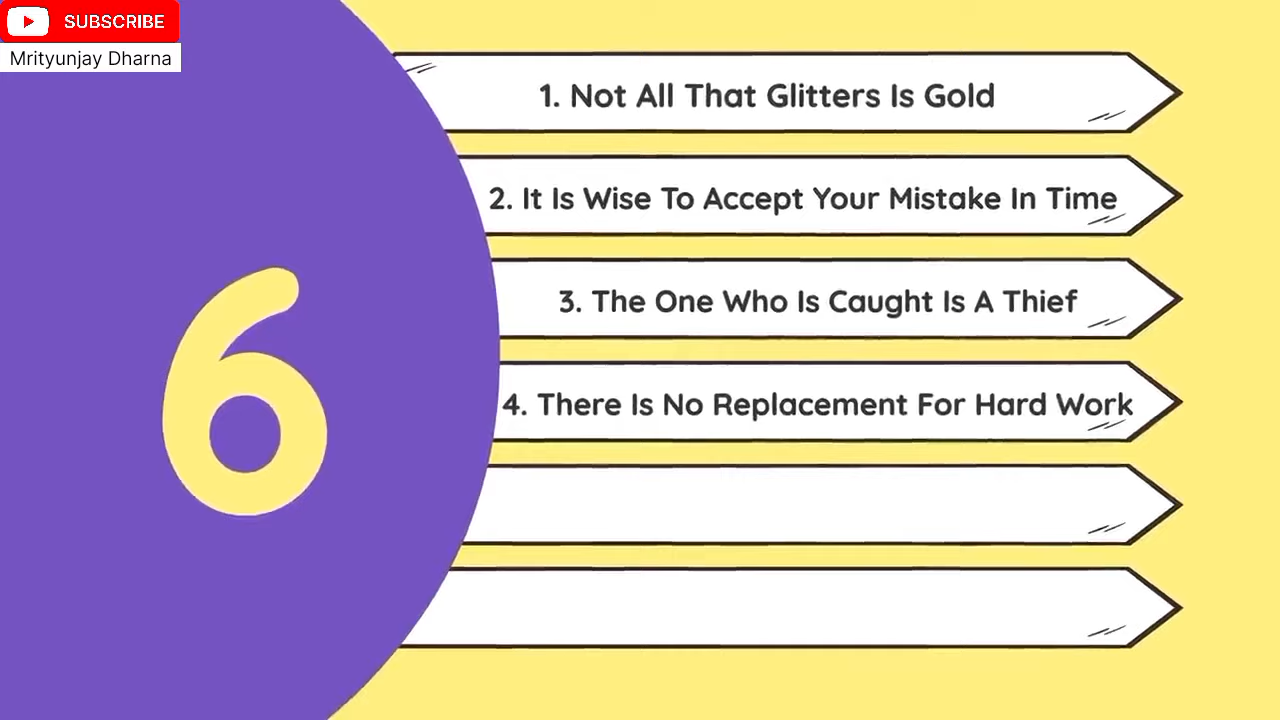 SUBSCRIBE
Mrityunjay Dharna
1. Not All That Glitters Is Gold
2. It Is Wise To Accept Your Mistake In Time
3. The One Who Is Caught Is A Thief
4. There Is No Replacement For Hard Work
6